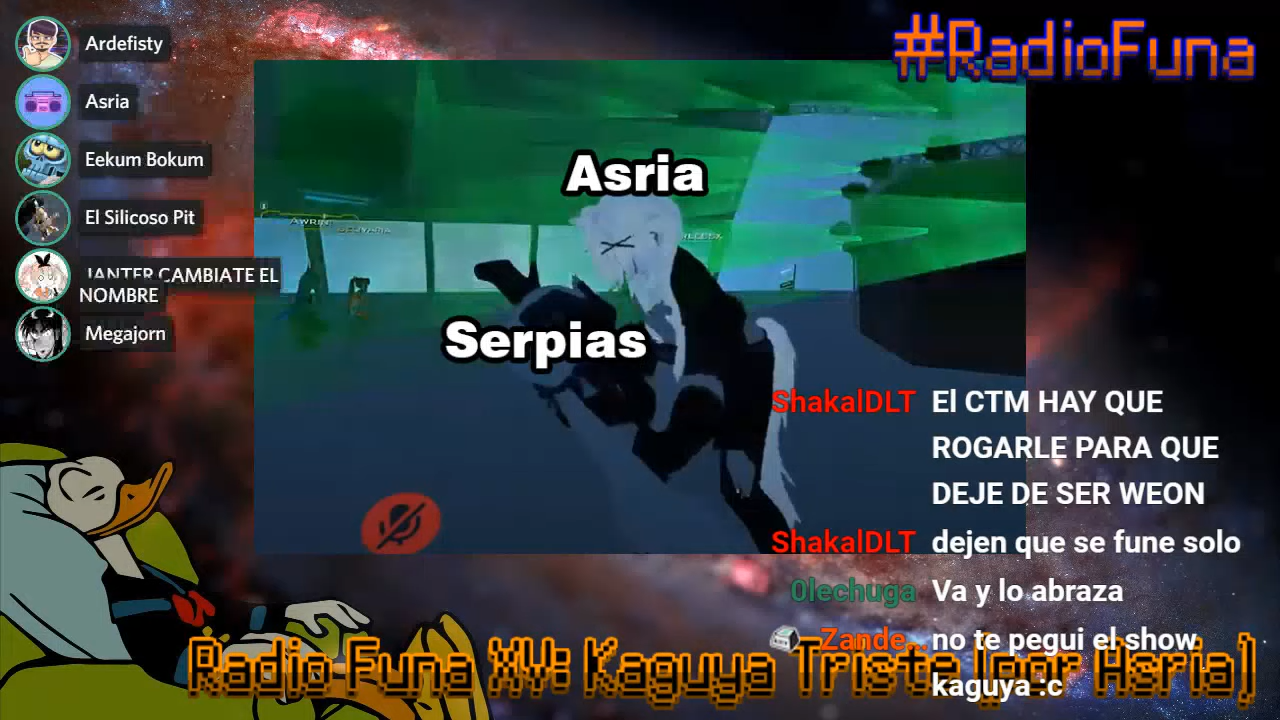 Ardefisty
#RadioFuna
Asria
Eekum Bokum
Asria
El Silicoso Pit
JANTER CAMBIATE EL
NOMBRE
Megajorn
Serpias
ShakalDLT El CTM HAY QUE
ROGARLE PARA QUE
DEJE DE SER WEON
ShakalDLT dejen que se fune solo
0lechuga Va y lo abraza
Zande... no te pegui el show
kaguya :c
Radio Funa XV: Kaguya Triste (por Asria)